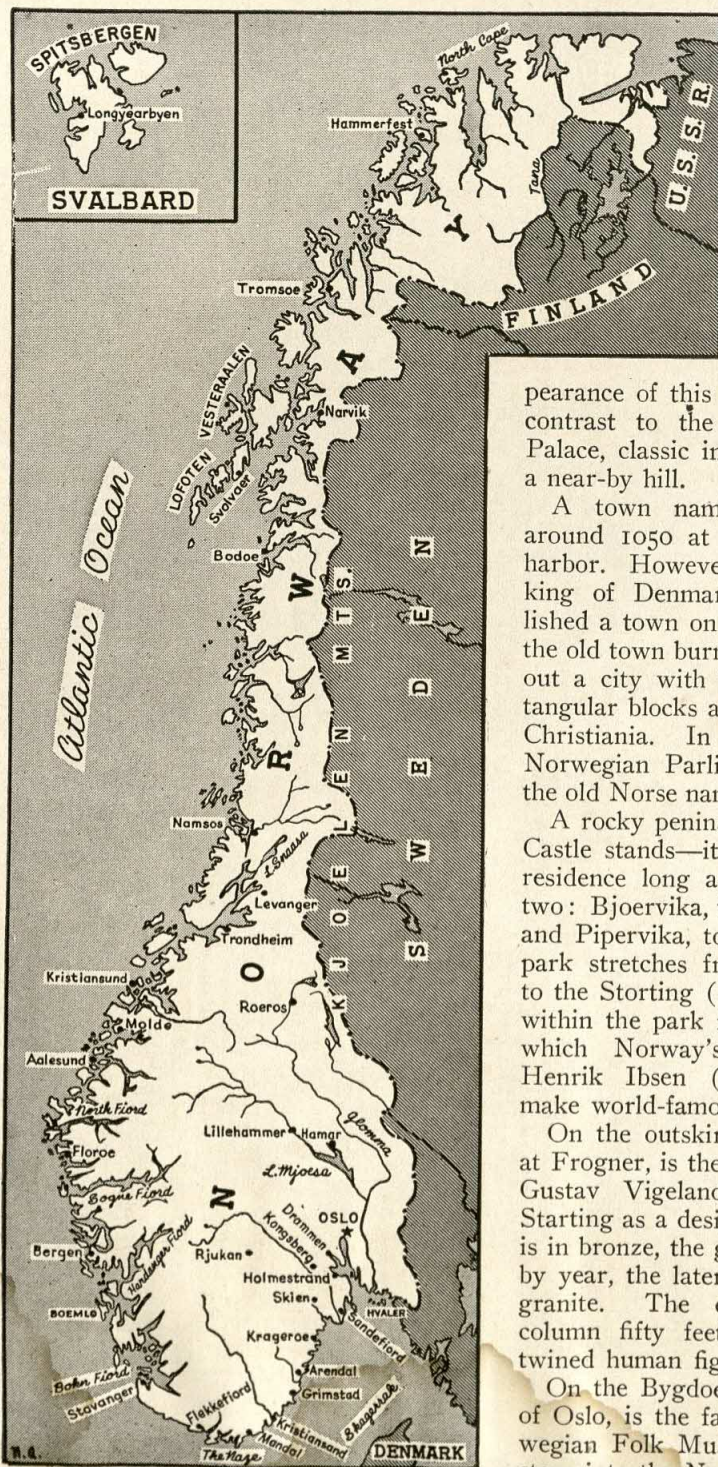 SPITSBERGEN
Longyearbyen
SVALBARD
North Cape
Hammerfest
Tana
U. S. S. R.
Tromsoe
FINLAND
VESTERAALEN
Narvik
LOFOTEN
Svolvaer
Bodoe
Atlantic Ocean
NORWAY
SWEDEN
KJOELEN MTS.
Namsos
L. Snaasa
Levanger
Trondheim
Kristiansund
Roeros
Molde
Aalesund
North Fiord
Glomma
Lillehammer
Hamar
Floroe
L. Mjoesa
Sogne Fiord
Drammen
OSLO
Kongsberg
Bergen
Hardanger Fiord
Rjukan
Holmestrand
Skien
BOEMLO
HVALER
Sandefjord
Krageroe
Bokn Fiord
Arendal
Stavanger
Grimstad
Flekkefiord
Kristiansand
Skagerrak
Mandal
The Naze
DENMARK
pearance of this
contrast to the
Palace, classic in
a near-by hill.
A town nam
around 1050 at
harbor. Howeve
king of Denmar
lished a town on
the old town burn
out a city with
tangular blocks a
Christiania. In
Norwegian Parli
the old Norse nar
A rocky penin
Castle stands—it
residence long a
two: Bjoervika,
and Pipervika, to
park stretches fr
to the Storting (
within the park
which Norway's
Henrik Ibsen (
make world-famo
On the outskir
at Frogner, is the
Gustav Vigeland
Starting as a desi
is in bronze, the g
by year, the later
granite. The c
column fifty feet
twined human fig
On the Bygdoe
of Oslo, is the fa
wegian Folk Mu